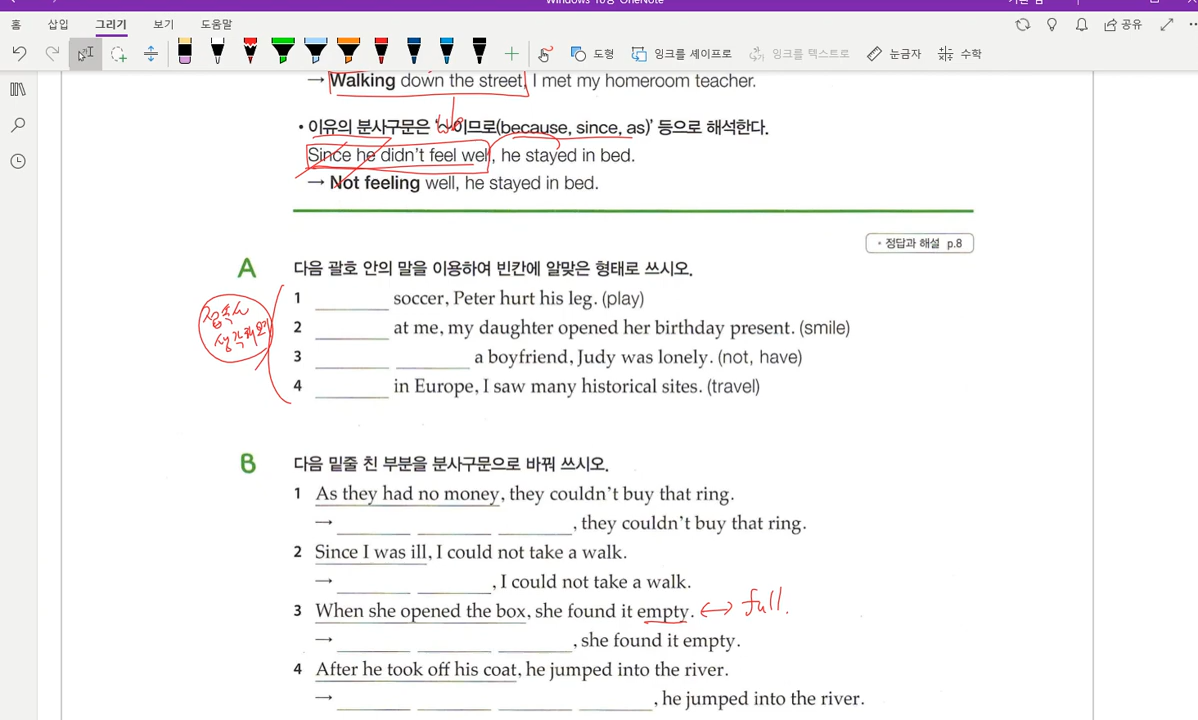 Windows 10용 OneNote
홈 삽입 그리기 보기 도움말
공유
도형 잉크를 셰이프로 잉크를 텍스트로 눈금자 수학
→ Walking down the street, I met my homeroom teacher.
• 이유의 분사구문은 '~이므로(because, since, as)' 등으로 해석한다.
Since he didn't feel well, he stayed in bed.
→ Not feeling well, he stayed in bed.
• 정답과 해설 p.8
A 다음 괄호 안의 말을 이용하여 빈칸에 알맞은 형태로 쓰시오.
접속사
생각해보기
1 ________ soccer, Peter hurt his leg. (play)
2 ________ at me, my daughter opened her birthday present. (smile)
3 ________ ________ a boyfriend, Judy was lonely. (not, have)
4 ________ in Europe, I saw many historical sites. (travel)
B 다음 밑줄 친 부분을 분사구문으로 바꿔 쓰시오.
1 As they had no money, they couldn't buy that ring.
→ ________ ________ ________, they couldn't buy that ring.
2 Since I was ill, I could not take a walk.
→ ________ ________, I could not take a walk.
3 When she opened the box, she found it empty. ↔ full.
→ ________ ________ ________, she found it empty.
4 After he took off his coat, he jumped into the river.
→ ________ ________ ________ ________, he jumped into the river.